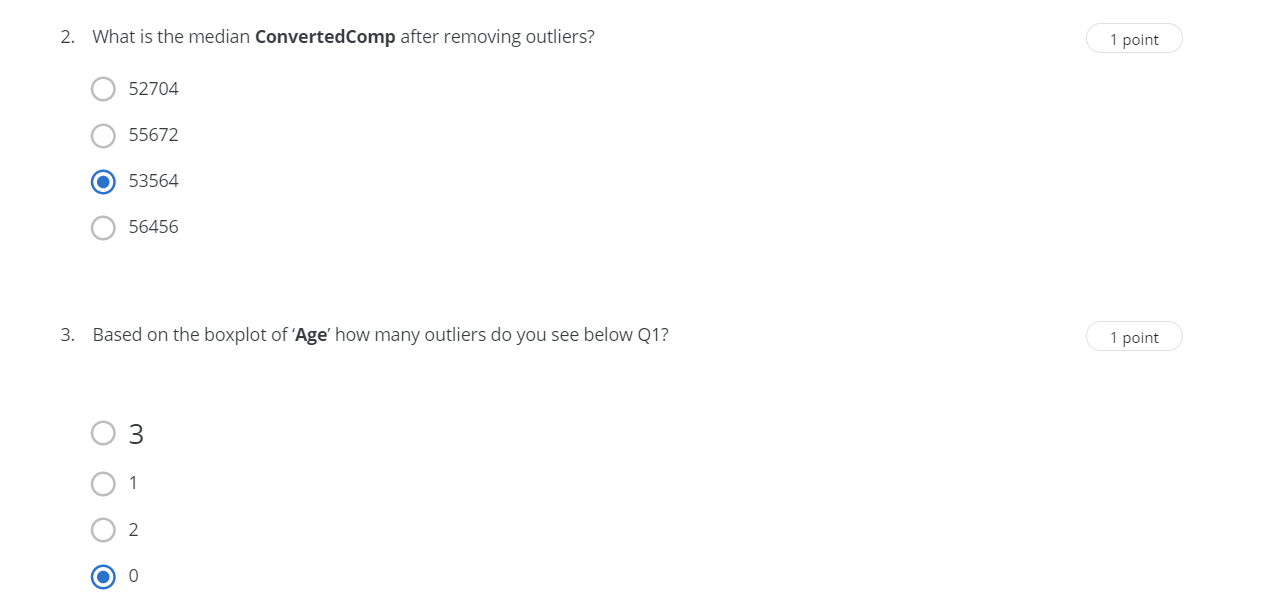 2. What is the median ConvertedComp after removing outliers?
1 point
52704
55672
53564
56456
3. Based on the boxplot of ‘Age’ how many outliers do you see below Q1?
1 point
3
1
2
0